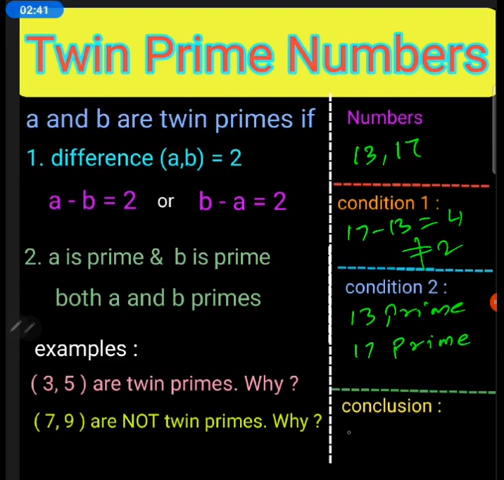 02:41
Twin Prime Numbers
a and b are twin primes if
1. difference (a,b) = 2
a - b = 2 or b - a = 2
2. a is prime & b is prime
both a and b primes
examples :
( 3, 5 ) are twin primes. Why ?
( 7, 9 ) are NOT twin primes. Why ?
Numbers
13, 17
condition 1 :
17 - 13 = 4
≠ 2
condition 2 :
13 prime
17 prime
conclusion :